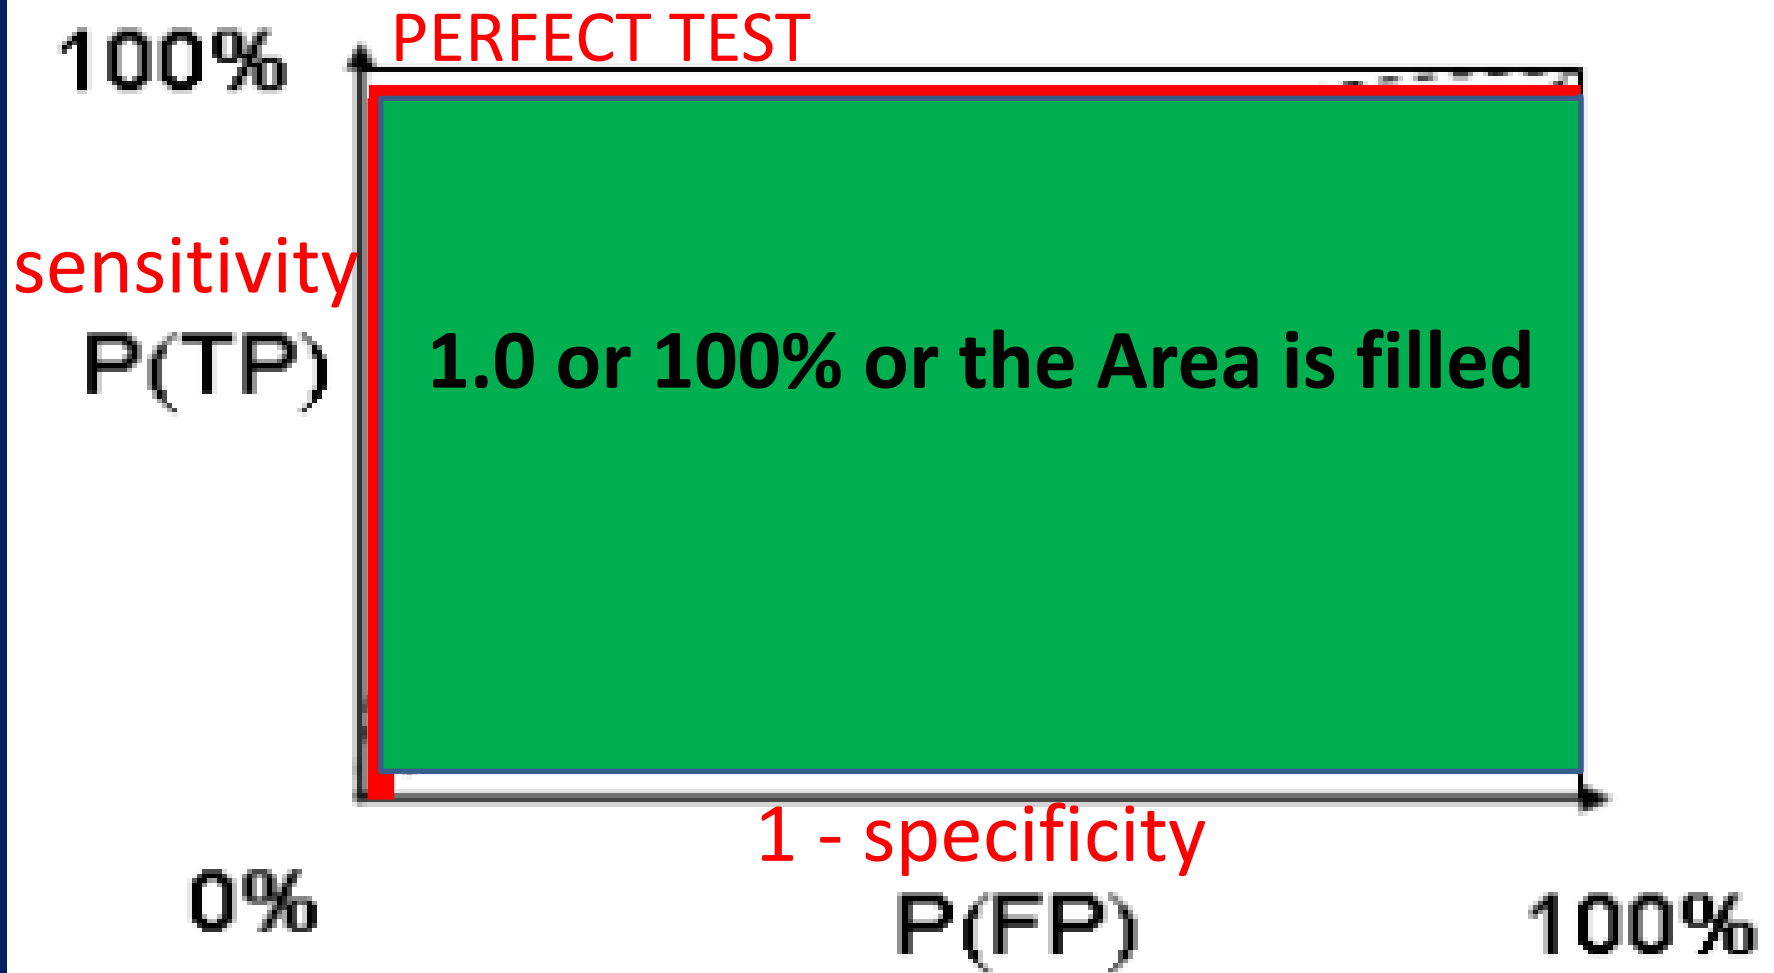 PERFECT TEST
100%
sensitivity
P(TP)
1.0 or 100% or the Area is filled
1 - specificity
0%
P(FP)
100%